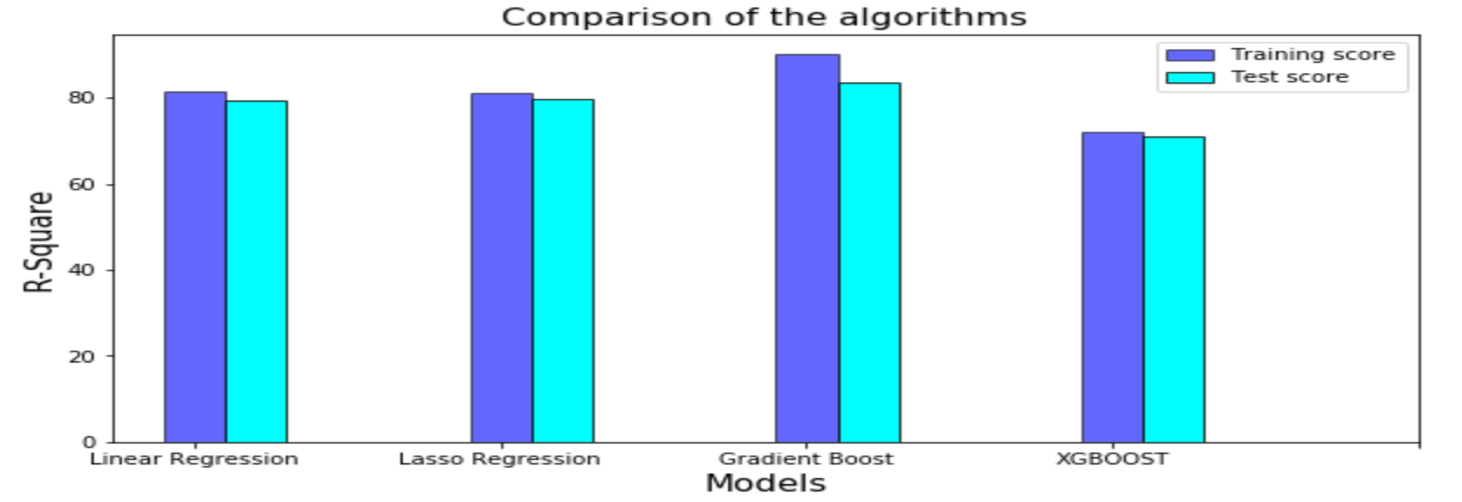 Comparison of the algorithms
Training score
Test score
R-Square
80
60
40
20
0
Linear Regression
Lasso Regression
Gradient Boost
XGBOOST
Models